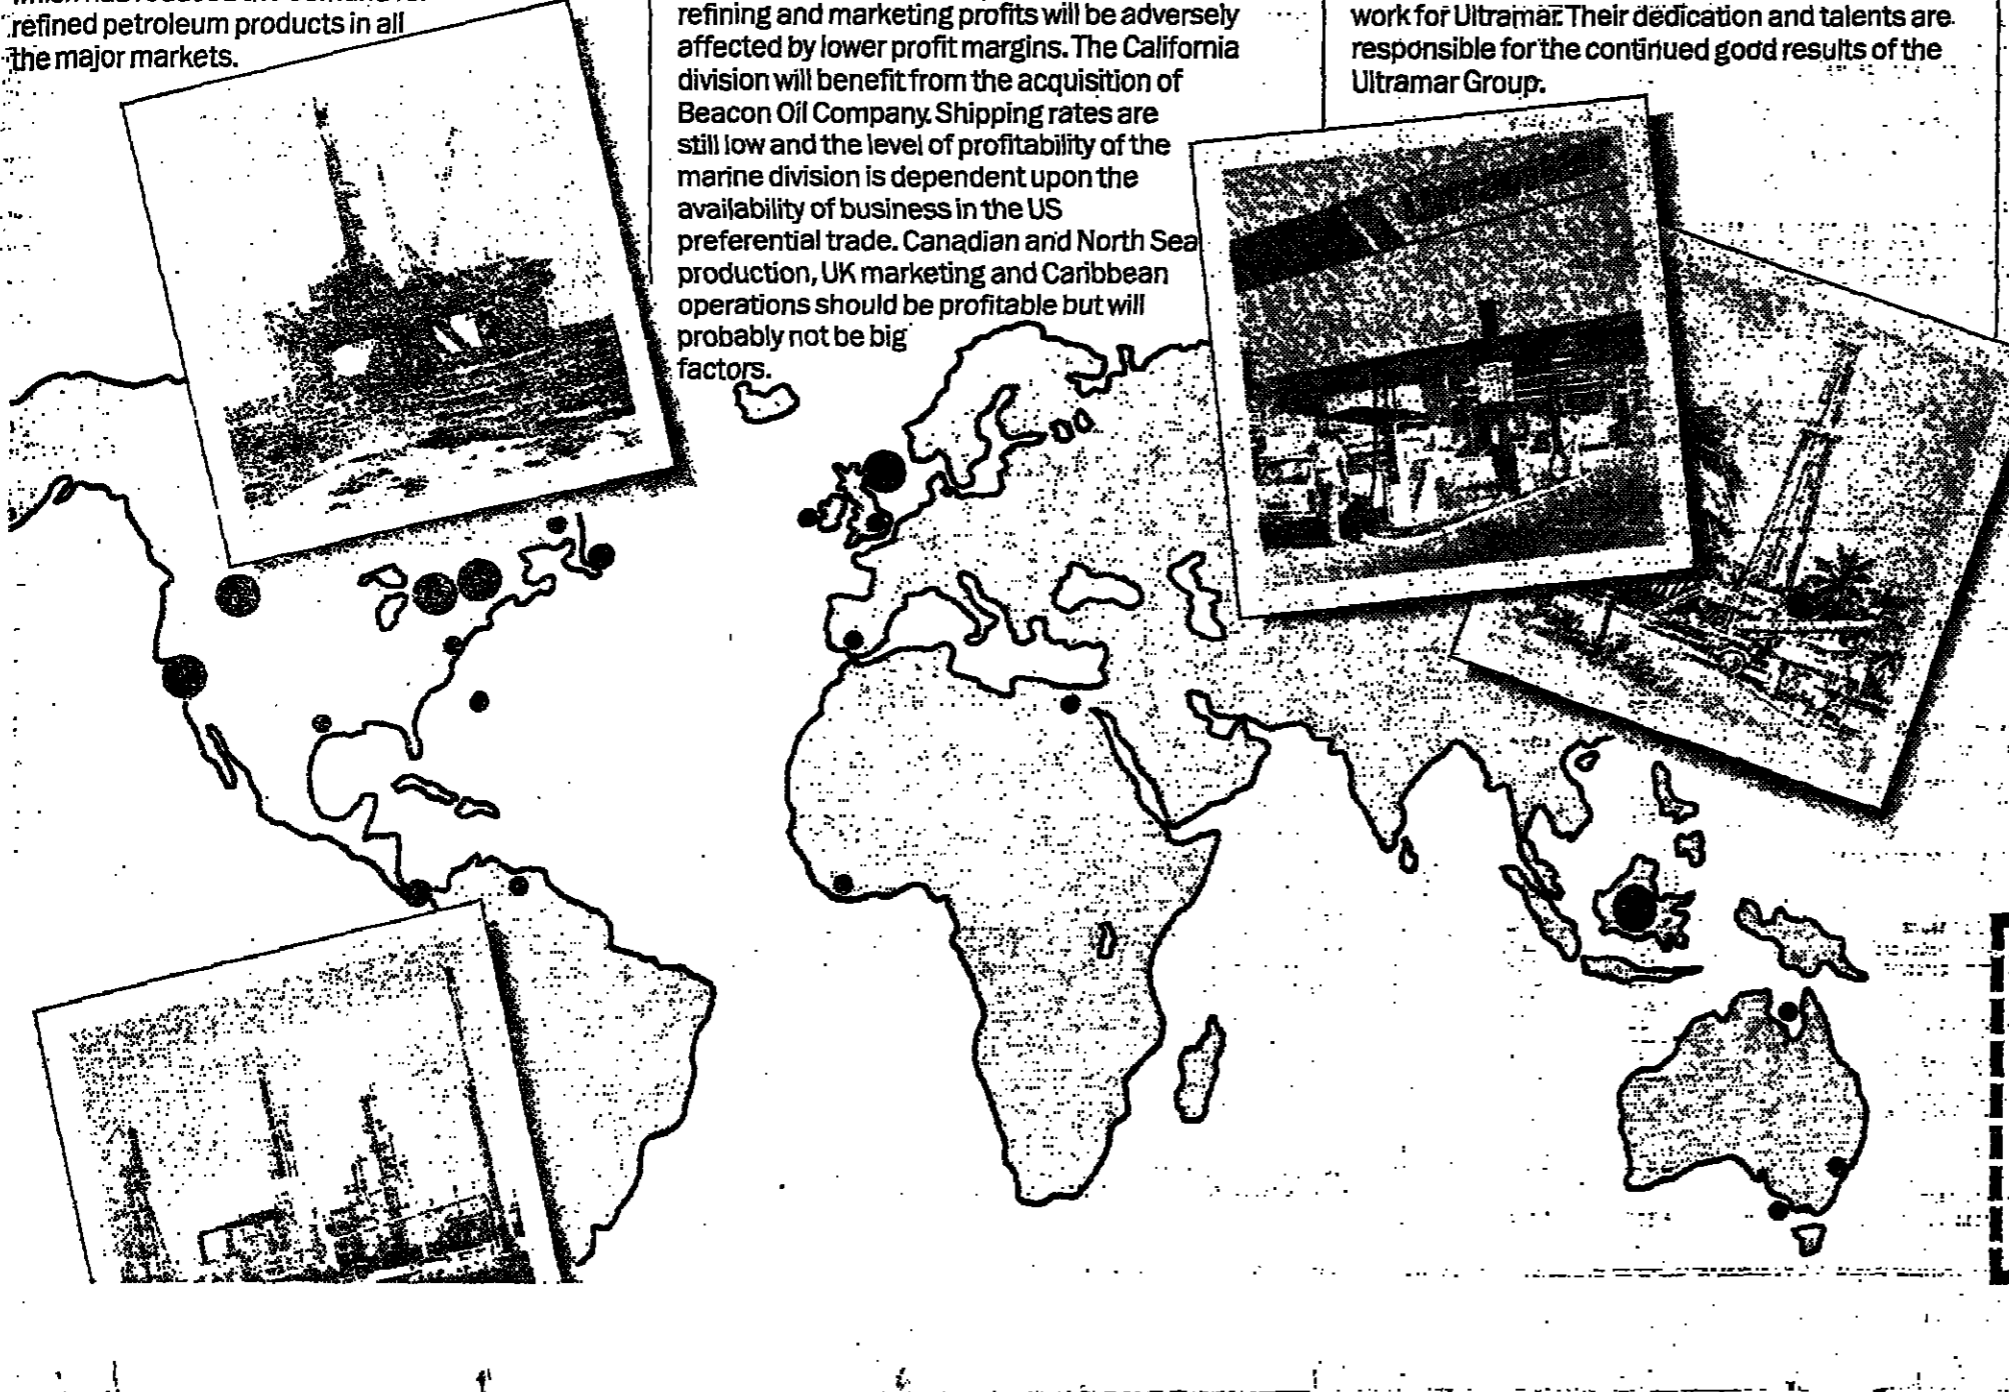 refined petroleum products in all
the major markets.
refining and marketing profits will be adversely
affected by lower profit margins. The California
division will benefit from the acquisition of
Beacon Oil Company. Shipping rates are
still low and the level of profitability of the
marine division is dependent upon the
availability of business in the US
preferential trade. Canadian and North Sea
production, UK marketing and Caribbean
operations should be profitable but will
probably not be big
factors.
work for Ultramar. Their dedication and talents are
responsible for the continued good results of the
Ultramar Group.